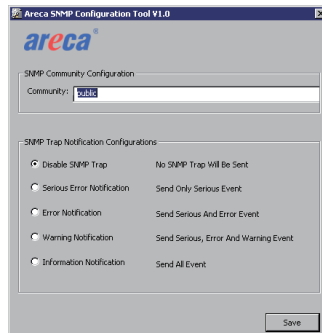 Areca SNMP Configuration Tool V1.0
areca®
SNMP Community Configuration
Community: public
SNMP Trap Notification Configurations
Disable SNMP Trap No SNMP Trap Will Be Sent
Serious Error Notification Send Only Serious Event
Error Notification Send Serious And Error Event
Warning Notification Send Serious, Error And Warning Event
Information Notification Send All Event
Save